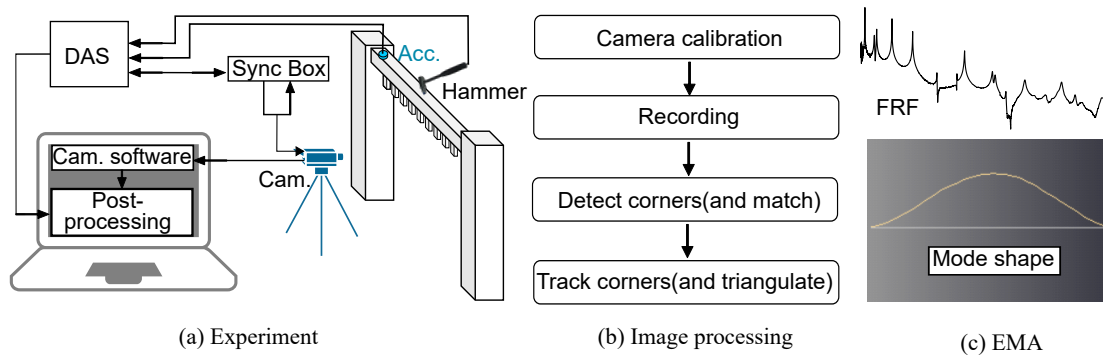 DAS
Sync Box
Acc.
Hammer
Cam. software
Post-
processing
Cam.
(a) Experiment
Camera calibration
Recording
Detect corners(and match)
Track corners(and triangulate)
(b) Image processing
FRF
Mode shape
(c) EMA